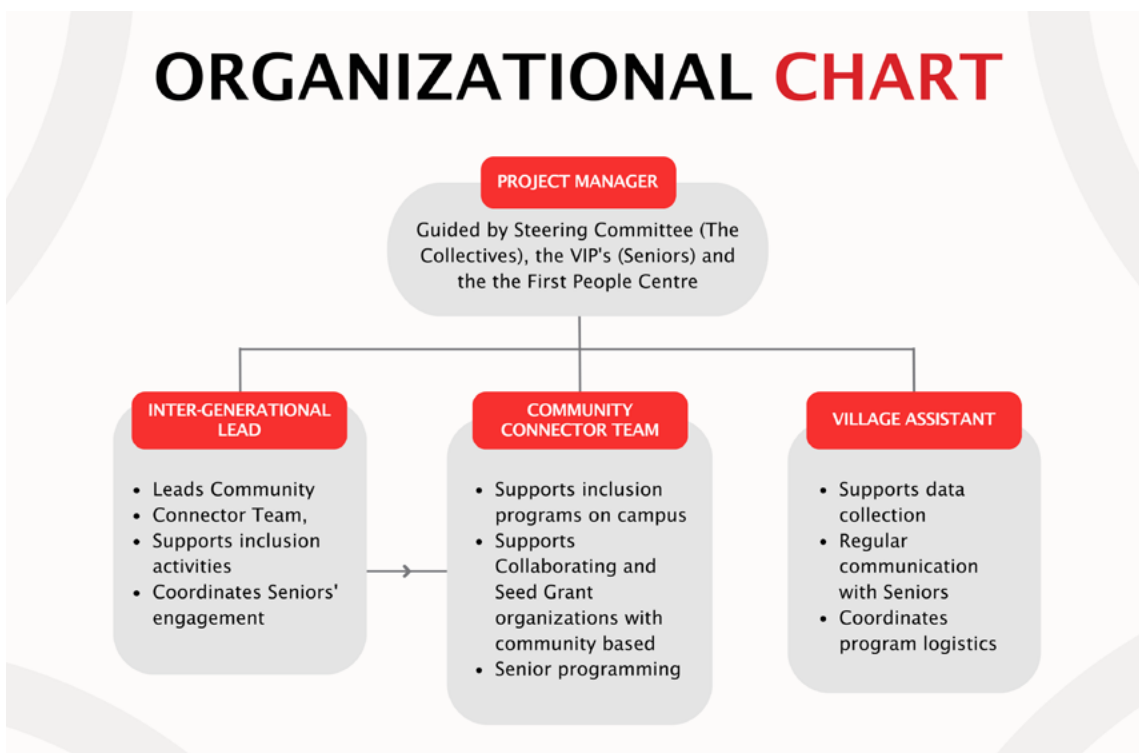 ORGANIZATIONAL CHART
PROJECT MANAGER
Guided by Steering Committee (The
Collectives), the VIP's (Seniors) and
the the First People Centre
INTER-GENERATIONAL
LEAD
• Leads Community
• Connector Team,
• Supports inclusion
activities
• Coordinates Seniors'
engagement
COMMUNITY
CONNECTOR TEAM
• Supports inclusion
programs on campus
• Supports
Collaborating and
Seed Grant
organizations with
community based
• Senior programming
VILLAGE ASSISTANT
• Supports data
collection
• Regular
communication
with Seniors
• Coordinates
program logistics